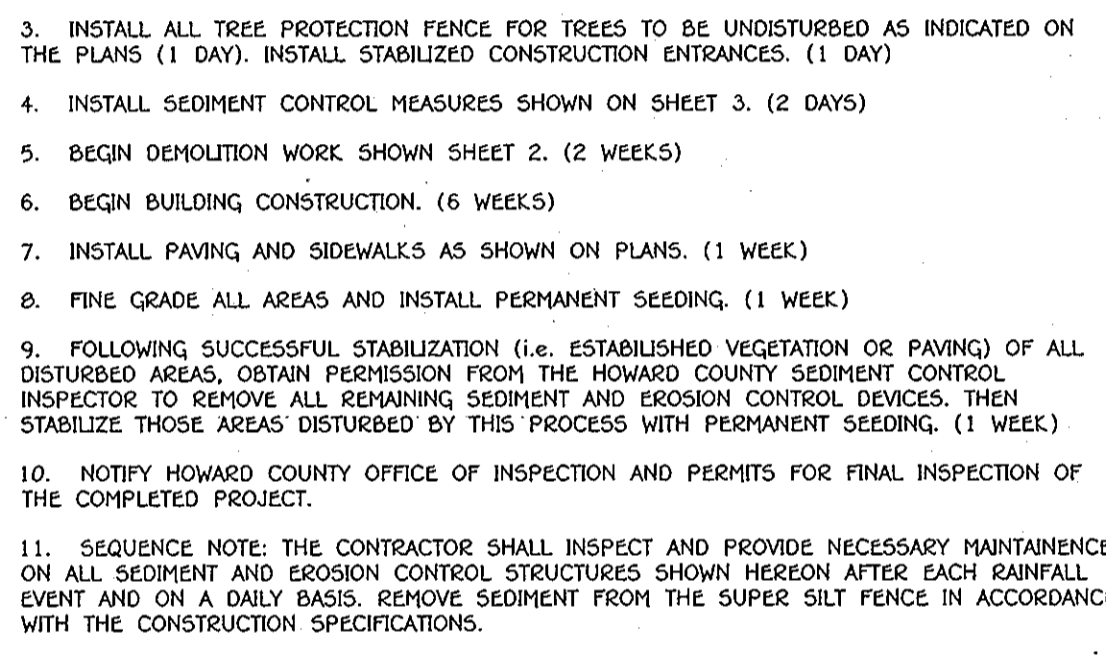 3. INSTALL ALL TREE PROTECTION FENCE FOR TREES TO BE UNDISTURBED AS INDICATED ON
THE PLANS (1 DAY). INSTALL STABILIZED CONSTRUCTION ENTRANCES. (1 DAY)
4. INSTALL SEDIMENT CONTROL MEASURES SHOWN ON SHEET 3. (2 DAYS)
5. BEGIN DEMOLITION WORK SHOWN SHEET 2. (2 WEEKS)
6. BEGIN BUILDING CONSTRUCTION. (6 WEEKS)
7. INSTALL PAVING AND SIDEWALKS AS SHOWN ON PLANS. (1 WEEK)
8. FINE GRADE ALL AREAS AND INSTALL PERMANENT SEEDING. (1 WEEK)
9. FOLLOWING SUCCESSFUL STABILIZATION (i.e. ESTABILISHED VEGETATION OR PAVING) OF ALL
DISTURBED AREAS, OBTAIN PERMISSION FROM THE HOWARD COUNTY SEDIMENT CONTROL
INSPECTOR TO REMOVE ALL REMAINING SEDIMENT AND EROSION CONTROL DEVICES. THEN
STABILIZE THOSE AREAS DISTURBED BY THIS PROCESS WITH PERMANENT SEEDING. (1 WEEK)
10. NOTIFY HOWARD COUNTY OFFICE OF INSPECTION AND PERMITS FOR FINAL INSPECTION OF
THE COMPLETED PROJECT.
11. SEQUENCE NOTE: THE CONTRACTOR SHALL INSPECT AND PROVIDE NECESSARY MAINTAINENCE
ON ALL SEDIMENT AND EROSION CONTROL STRUCTURES SHOWN HEREON AFTER EACH RAINFALL
EVENT AND ON A DAILY BASIS. REMOVE SEDIMENT FROM THE SUPER SILT FENCE IN ACCORDANC
WITH THE CONSTRUCTION SPECIFICATIONS.